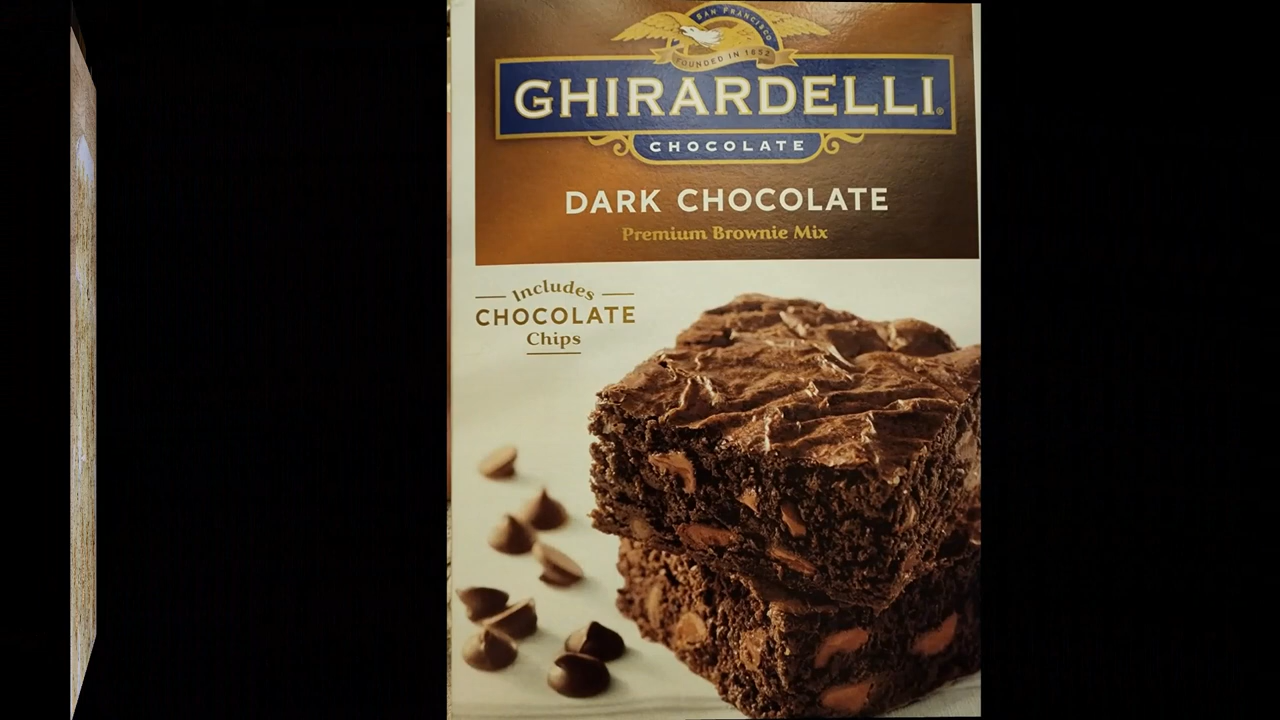 SAN FRANCISCO
FOUNDED IN 1852
GHIRARDELLI®
CHOCOLATE
DARK CHOCOLATE
Premium Brownie Mix
Includes
CHOCOLATE
Chips